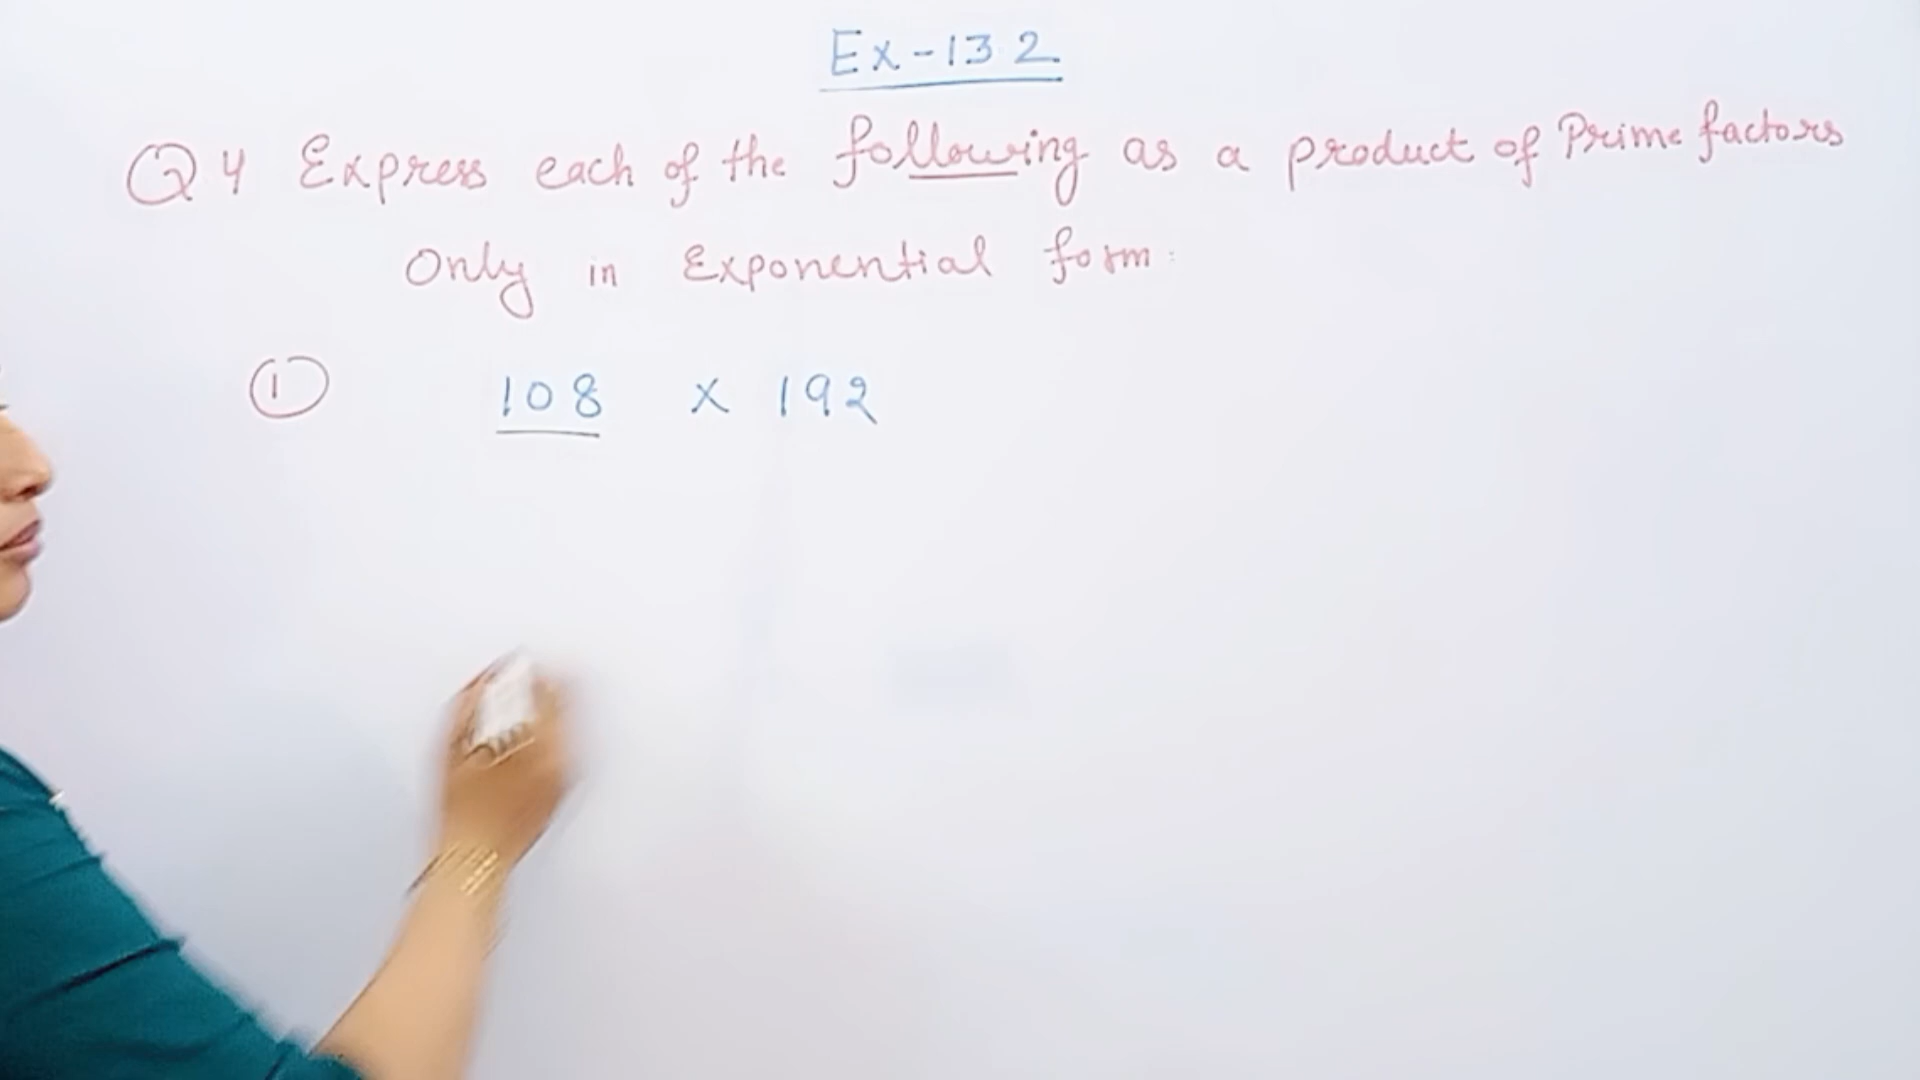 Ex-13.2
Q4 Express each of the following as a product of Prime factors
Only in Exponential form:
① 108 x 192